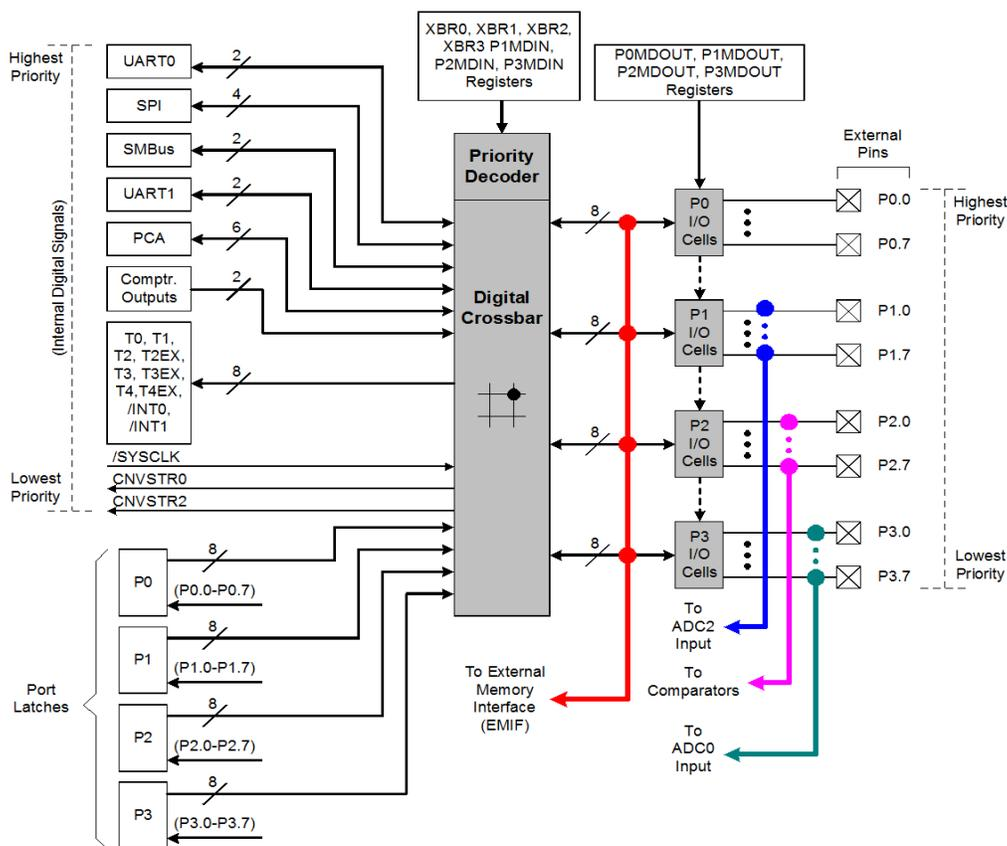 XBR0, XBR1, XBR2,
XBR3 P1MDIN,
P2MDIN, P3MDIN
Registers
P0MDOUT, P1MDOUT,
P2MDOUT, P3MDOUT
Registers
Highest
Priority
(Internal Digital Signals)
Lowest
Priority
UART0
2
SPI
4
SMBus
2
UART1
2
PCA
6
Comptr.
Outputs
2
T0, T1,
T2, T2EX,
T3, T3EX,
T4,T4EX,
/INT0,
/INT1
8
/SYSCLK
CNVSTR0
CNVSTR2
Port
Latches
P0
8
(P0.0-P0.7)
P1
8
(P1.0-P1.7)
P2
8
(P2.0-P2.7)
P3
8
(P3.0-P3.7)
Priority
Decoder
Digital
Crossbar
8
8
8
8
P0
I/O
Cells
P1
I/O
Cells
P2
I/O
Cells
P3
I/O
Cells
External
Pins
P0.0
P0.7
P1.0
P1.7
P2.0
P2.7
P3.0
P3.7
Highest
Priority
Lowest
Priority
To External
Memory
Interface
(EMIF)
To
ADC2
Input
To
Comparators
To
ADC0
Input